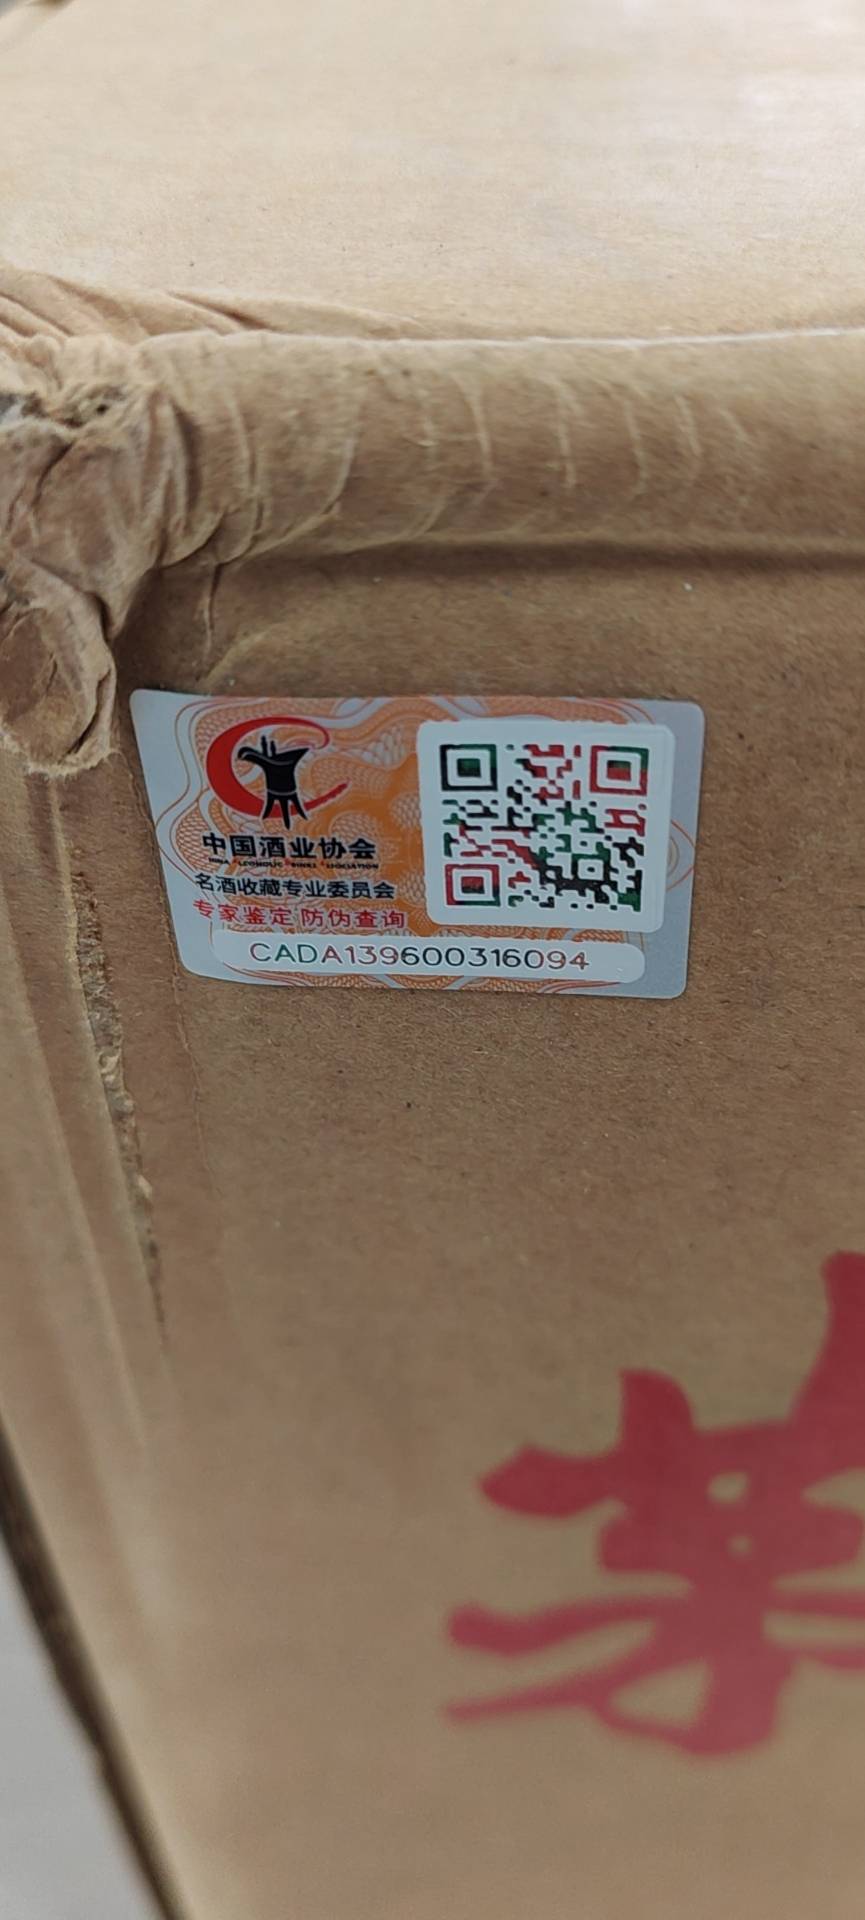 中国酒业协会
名酒收藏专业委员会
专家鉴定 防伪查询
CADA139600316094